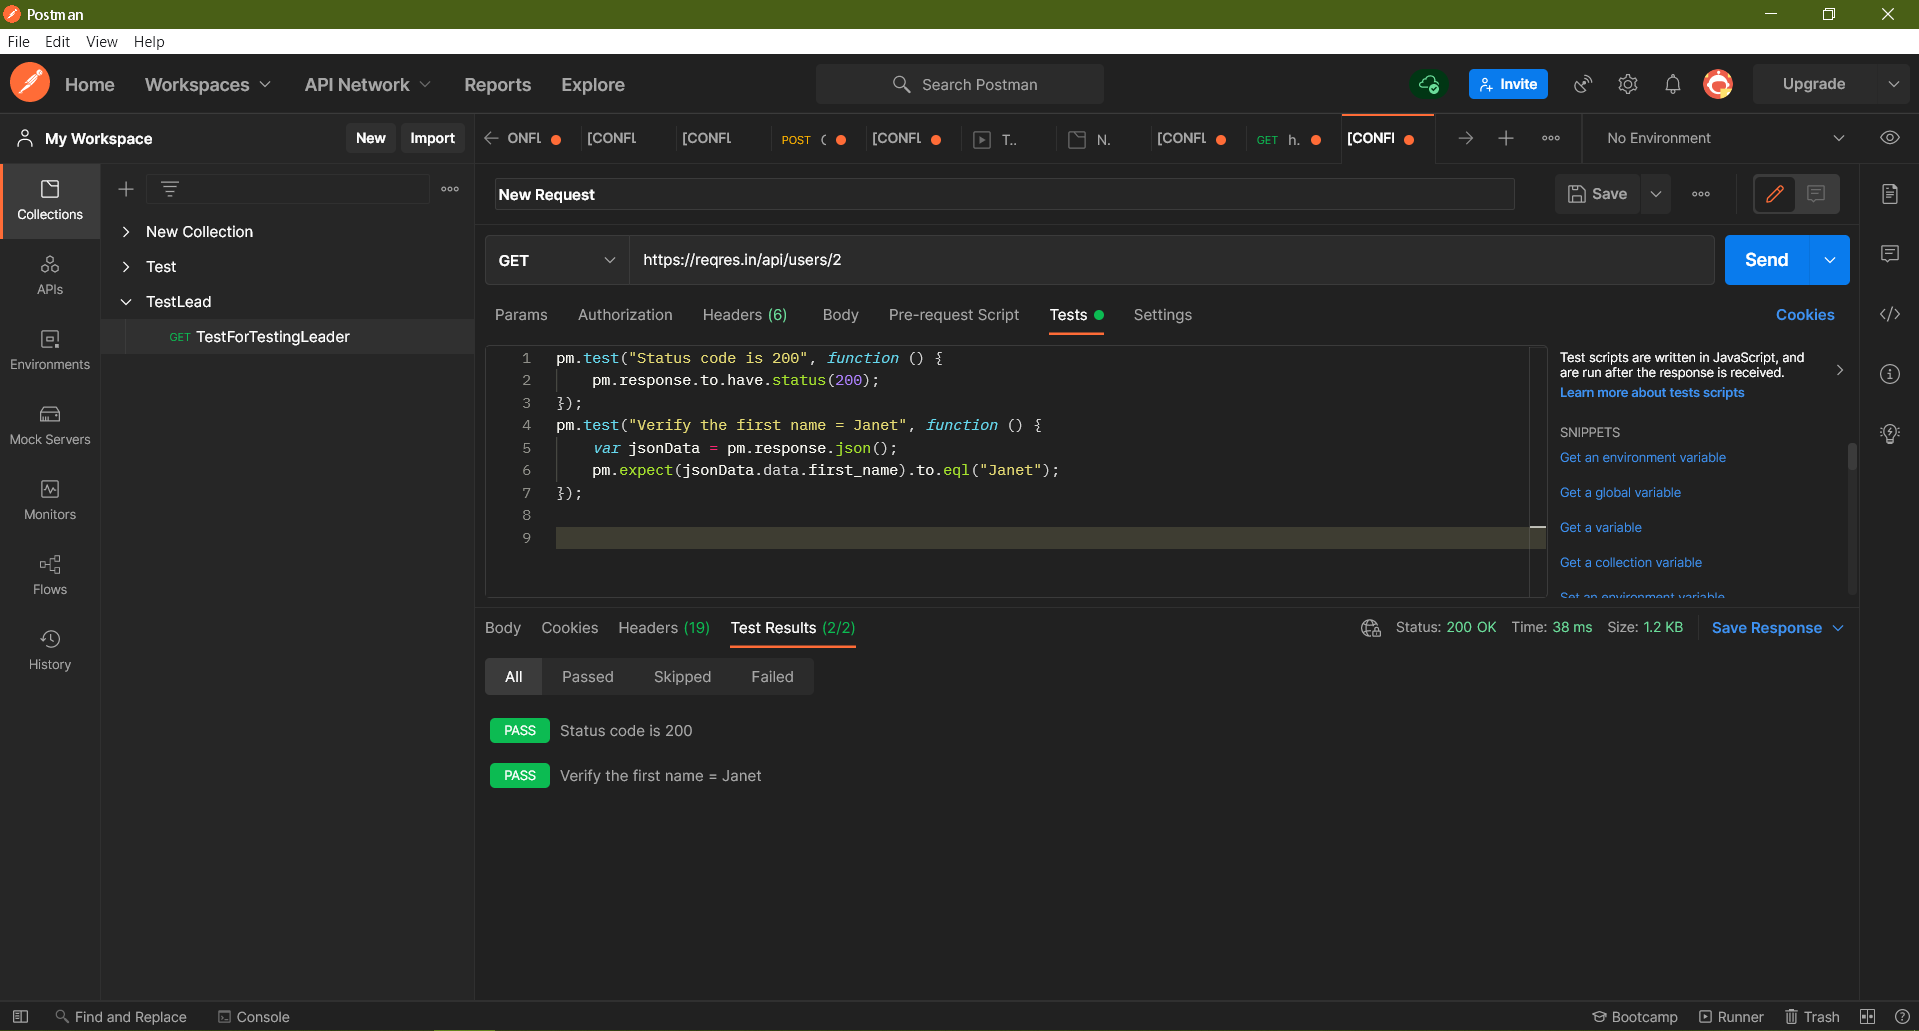 Postman
File Edit View Help
Home Workspaces API Network Reports Explore Search Postman Invite Upgrade
My Workspace New Import ONFL [CONFL [CONFL POST [CONFL T.. N. [CONFL GET h. [CONFI No Environment
Collections
APIs
Environments
Mock Servers
Monitors
Flows
History
New Collection
Test
TestLead
GET TestForTestingLeader
New Request Save
GET https://reqres.in/api/users/2 Send
Params Authorization Headers (6) Body Pre-request Script Tests Settings Cookies
1 pm.test("Status code is 200", function () {
2 pm.response.to.have.status(200);
3 });
4 pm.test("Verify the first name = Janet", function () {
5 var jsonData = pm.response.json();
6 pm.expect(jsonData.data.first_name).to.eql("Janet");
7 });
8
9
Test scripts are written in JavaScript, and
are run after the response is received.
Learn more about tests scripts
SNIPPETS
Get an environment variable
Get a global variable
Get a variable
Get a collection variable
Set an environment variable
Body Cookies Headers (19) Test Results (2/2) Status: 200 OK Time: 38 ms Size: 1.2 KB Save Response
All Passed Skipped Failed
PASS Status code is 200
PASS Verify the first name = Janet
Find and Replace Console Bootcamp Runner Trash